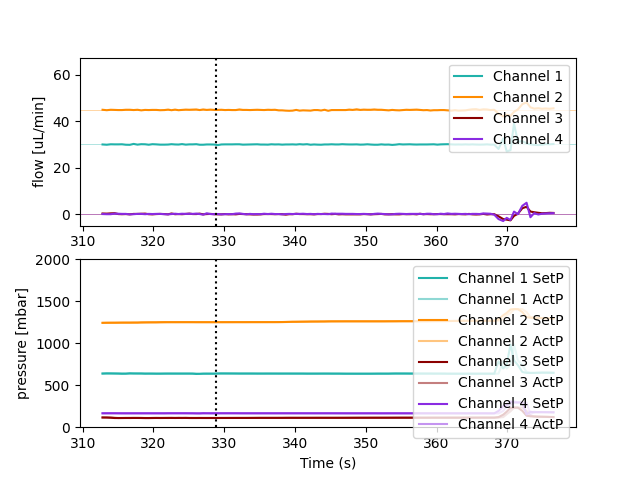 flow [uL/min]
60
40
20
0
Channel 1
Channel 2
Channel 3
Channel 4
310 320 330 340 350 360 370
pressure [mbar]
2000
1500
1000
500
0
Channel 1 SetP
Channel 1 ActP
Channel 2 SetP
Channel 2 ActP
Channel 3 SetP
Channel 3 ActP
Channel 4 SetP
Channel 4 ActP
310 320 330 340 350 360 370
Time (s)